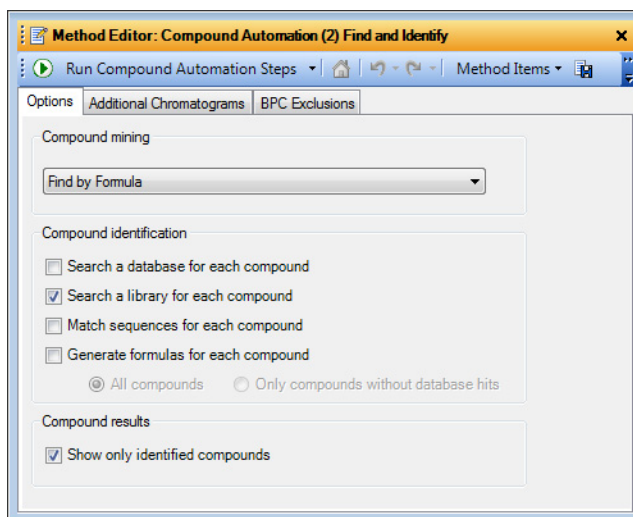 Method Editor: Compound Automation (2) Find and Identify
Run Compound Automation Steps Method Items
Options Additional Chromatograms BPC Exclusions
Compound mining
Find by Formula
Compound identification
Search a database for each compound
Search a library for each compound
Match sequences for each compound
Generate formulas for each compound
All compounds Only compounds without database hits
Compound results
Show only identified compounds